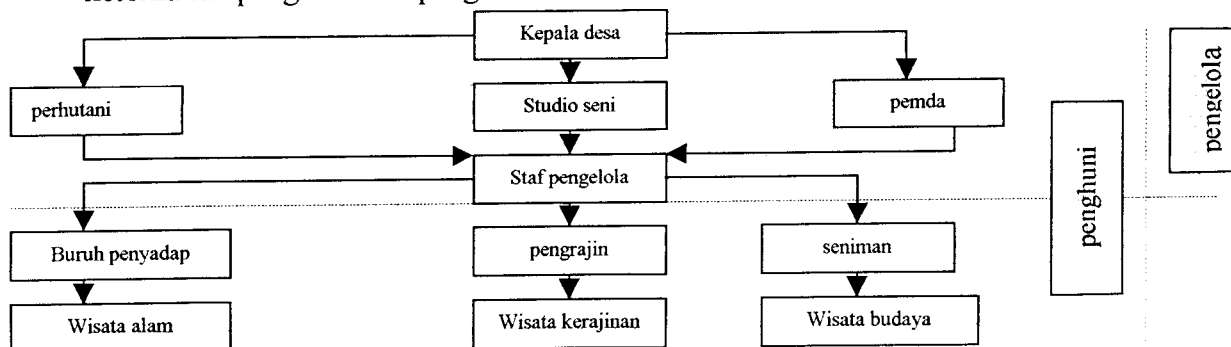 Kepala desa
perhutani
Studio seni
pemda
Staf pengelola
Buruh penyadap
pengrajin
seniman
Wisata alam
Wisata kerajinan
Wisata budaya
penghuni
pengelola